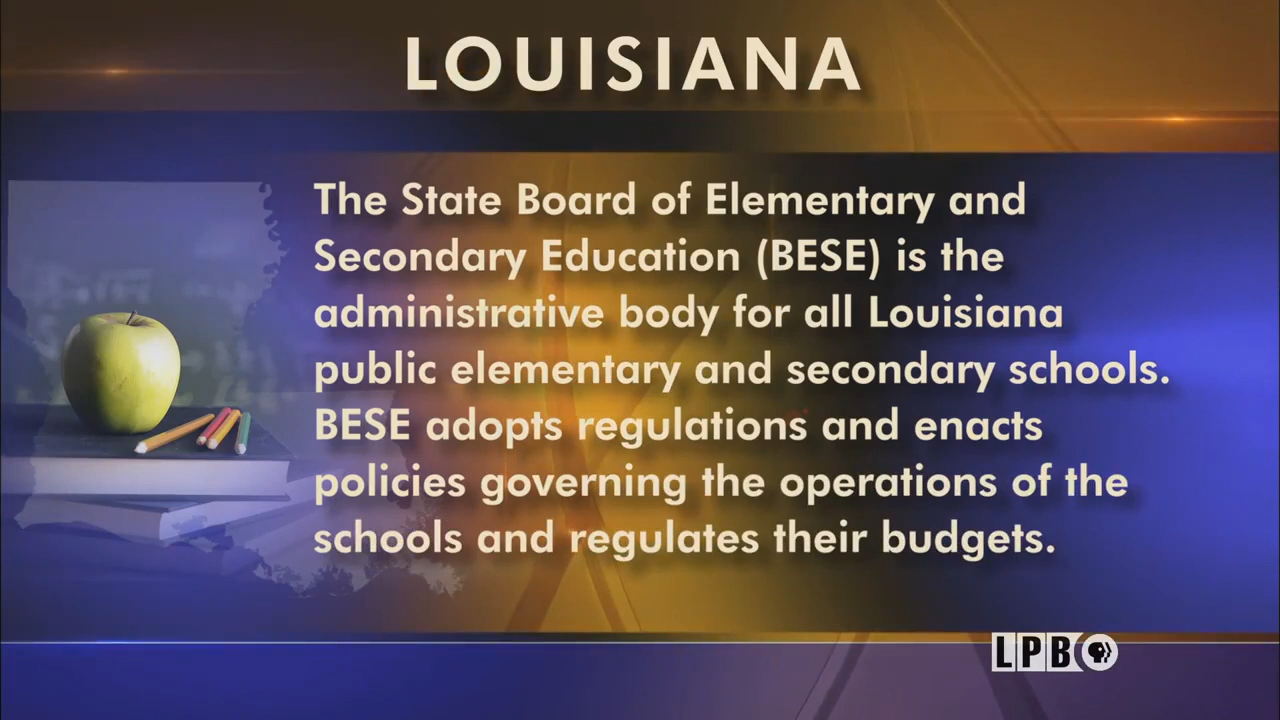 LOUISIANA
The State Board of Elementary and
Secondary Education (BESE) is the
administrative body for all Louisiana
public elementary and secondary schools.
BESE adopts regulations and enacts
policies governing the operations of the
schools and regulates their budgets.
LPB